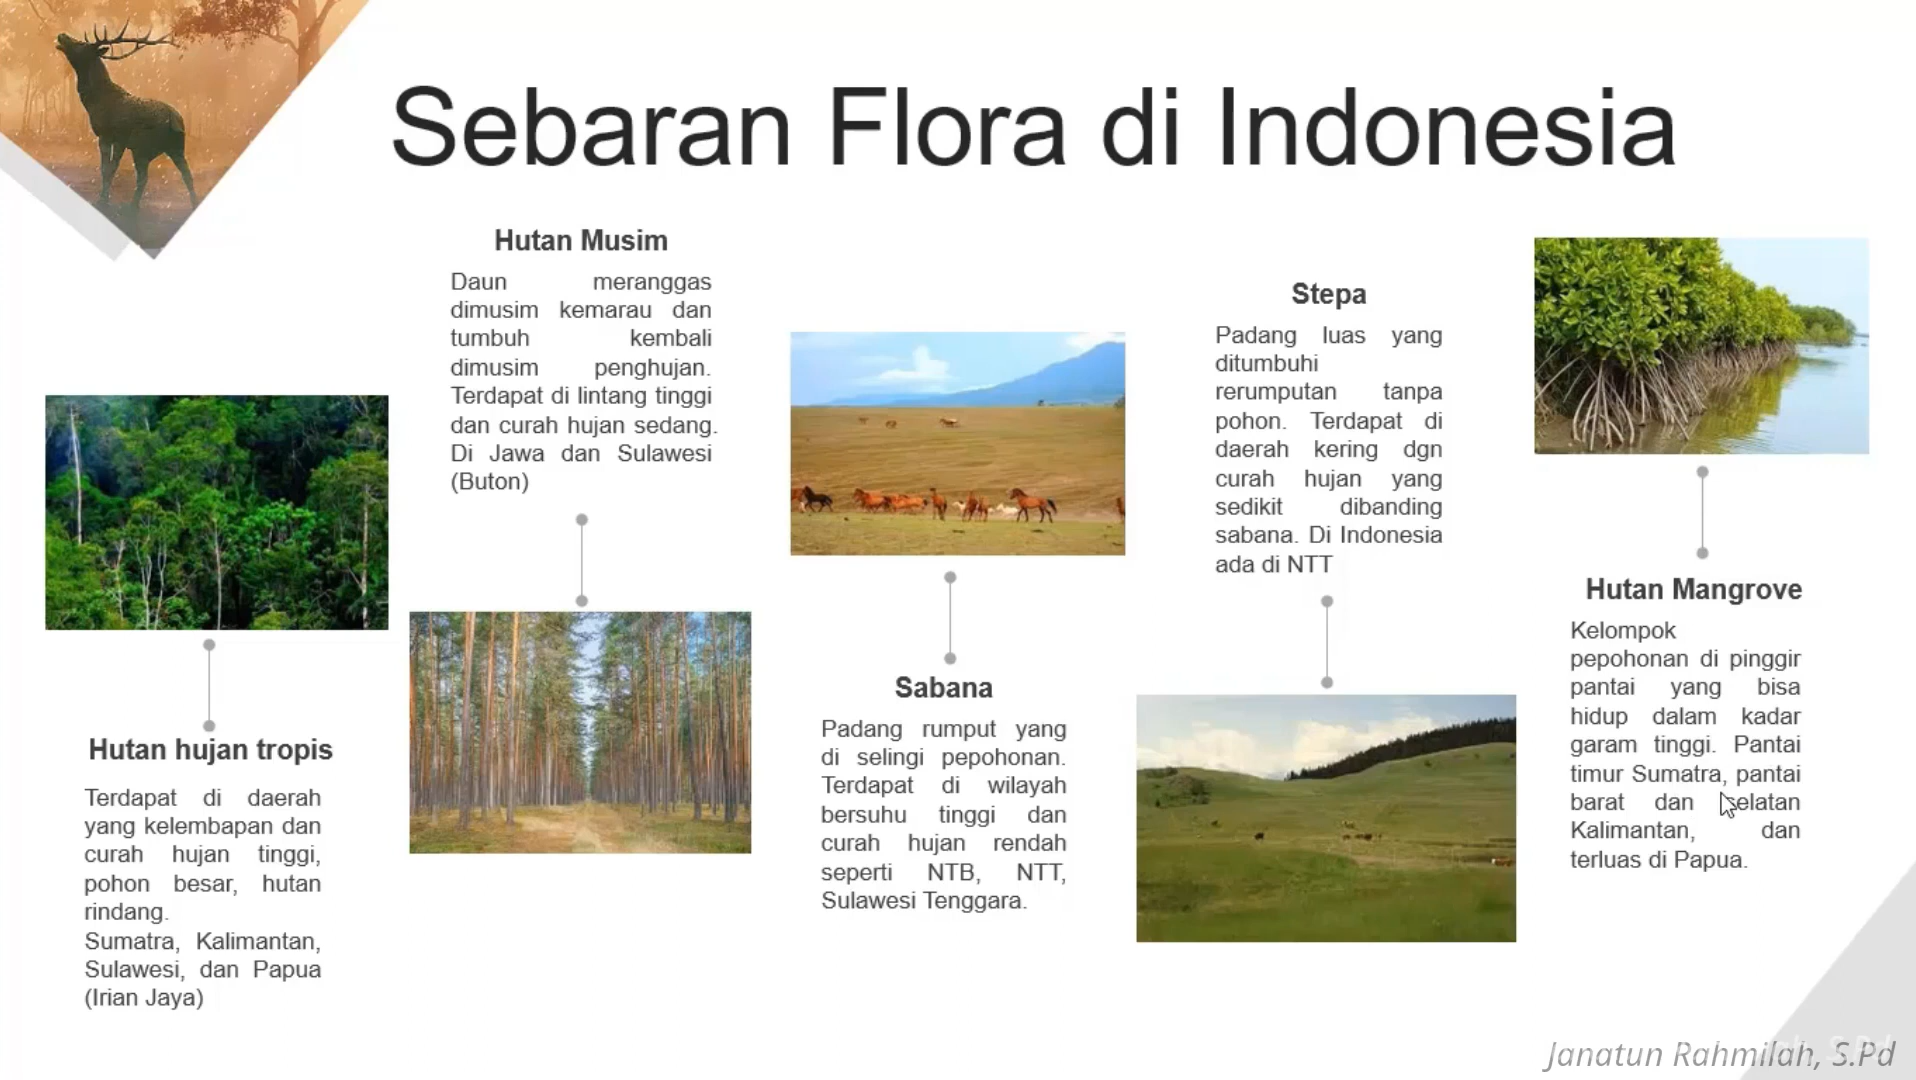 Sebaran Flora di Indonesia
Hutan hujan tropis
Terdapat di daerah
yang kelembapan dan
curah hujan tinggi,
pohon besar, hutan
rindang.
Sumatra, Kalimantan,
Sulawesi, dan Papua
(Irian Jaya)
Hutan Musim
Daun meranggas
dimusim kemarau dan
tumbuh kembali
dimusim penghujan.
Terdapat di lintang tinggi
dan curah hujan sedang.
Di Jawa dan Sulawesi
(Buton)
Sabana
Padang rumput yang
di selingi pepohonan.
Terdapat di wilayah
bersuhu tinggi dan
curah hujan rendah
seperti NTB, NTT,
Sulawesi Tenggara.
Stepa
Padang luas yang
ditumbuhi
rerumputan tanpa
pohon. Terdapat di
daerah kering dgn
curah hujan yang
sedikit dibanding
sabana. Di Indonesia
ada di NTT
Hutan Mangrove
Kelompok
pepohonan di pinggir
pantai yang bisa
hidup dalam kadar
garam tinggi. Pantai
timur Sumatra, pantai
barat dan selatan
Kalimantan, dan
terluas di Papua.
Janatun Rahmilah, S.Pd